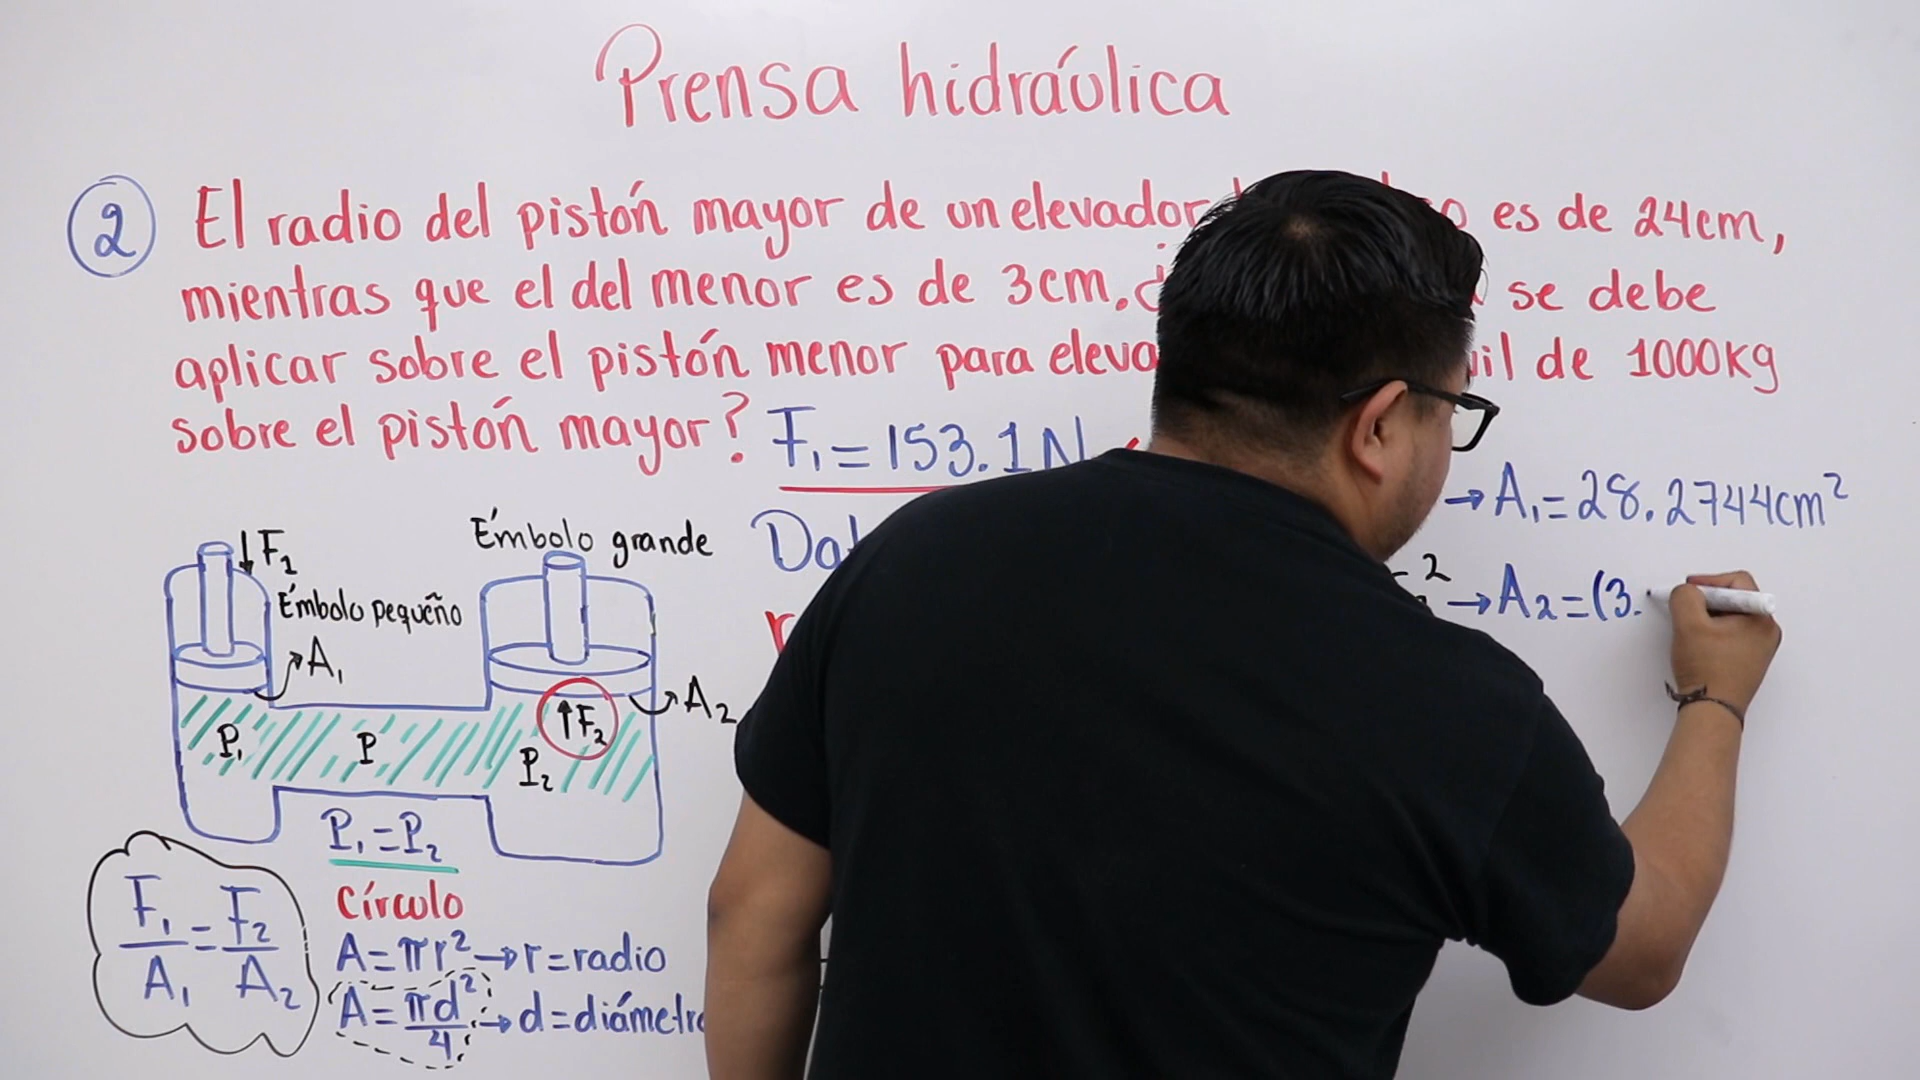 Prensa hidráulica
2 El radio del pistón mayor de un elevador es de 24cm,
mientras que el del menor es de 3cm. ¿ se debe
aplicar sobre el pistón menor para eleva il de 1000Kg
sobre el pistón mayor? F₁=153.1N
→A₁=28.2744cm²
Dat
² →A₂=(3.
r
↓F₁
Émbolo grande
Émbolo pequeño
A₁
A₂
↑F₂
P₁ P P₂
P₁=P₂
F₁/A₁=F₂/A₂
Círculo
A=πr²→r=radio
A=πd²/4→d=diámetro